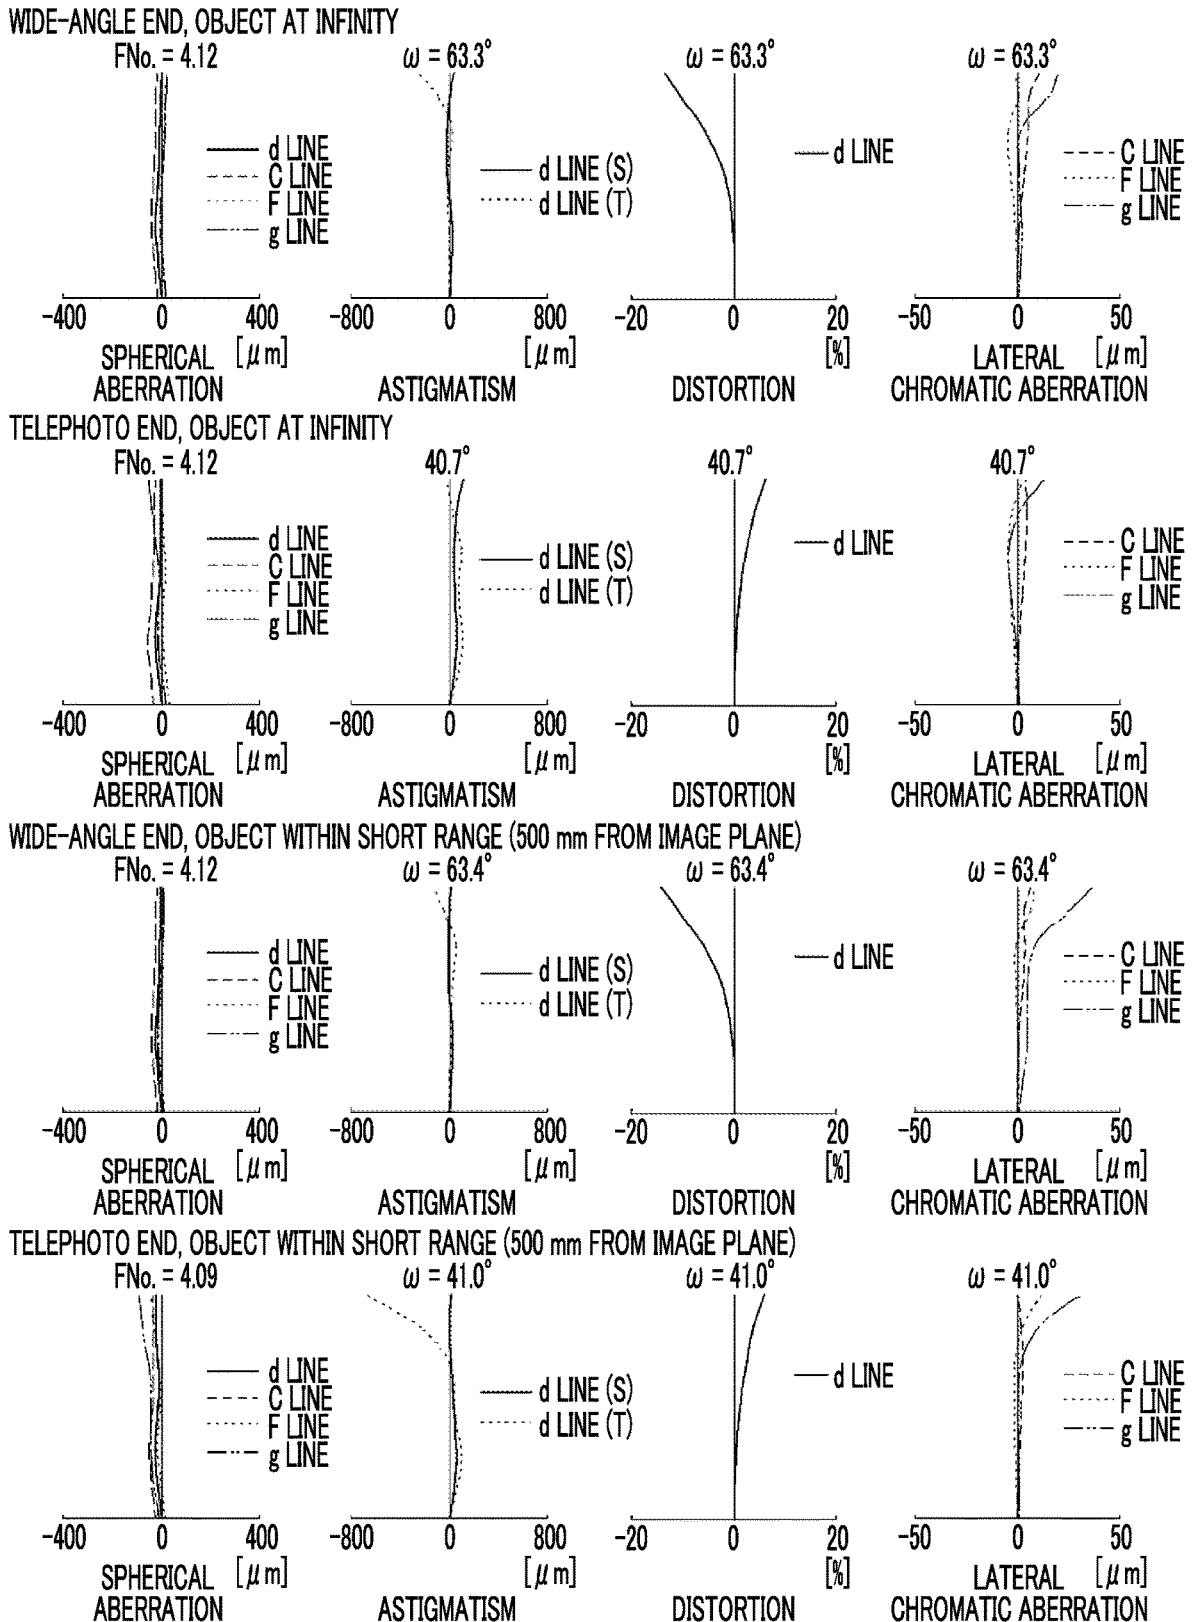 WIDE-ANGLE END, OBJECT AT INFINITY
FNo. = 4.12
ω = 63.3°
ω = 63.3°
ω = 63.3°
d LINE
C LINE
F LINE
g LINE
d LINE (S)
d LINE (T)
d LINE
C LINE
F LINE
g LINE
-400 0 400
-800 0 800
-20 0 20
-50 0 50
[μm]
[μm]
[%]
[μm]
SPHERICAL
ABERRATION
ASTIGMATISM
DISTORTION
LATERAL
CHROMATIC ABERRATION
TELEPHOTO END, OBJECT AT INFINITY
FNo. = 4.12
40.7°
40.7°
40.7°
d LINE
C LINE
F LINE
g LINE
d LINE (S)
d LINE (T)
d LINE
C LINE
F LINE
g LINE
-400 0 400
-800 0 800
-20 0 20
-50 0 50
[μm]
[μm]
[%]
[μm]
SPHERICAL
ABERRATION
ASTIGMATISM
DISTORTION
LATERAL
CHROMATIC ABERRATION
WIDE-ANGLE END, OBJECT WITHIN SHORT RANGE (500 mm FROM IMAGE PLANE)
FNo. = 4.12
ω = 63.4°
ω = 63.4°
ω = 63.4°
d LINE
C LINE
F LINE
g LINE
d LINE (S)
d LINE (T)
d LINE
C LINE
F LINE
g LINE
-400 0 400
-800 0 800
-20 0 20
-50 0 50
[μm]
[μm]
[%]
[μm]
SPHERICAL
ABERRATION
ASTIGMATISM
DISTORTION
LATERAL
CHROMATIC ABERRATION
TELEPHOTO END, OBJECT WITHIN SHORT RANGE (500 mm FROM IMAGE PLANE)
FNo. = 4.09
ω = 41.0°
ω = 41.0°
ω = 41.0°
d LINE
C LINE
F LINE
g LINE
d LINE (S)
d LINE (T)
d LINE
C LINE
F LINE
g LINE
-400 0 400
-800 0 800
-20 0 20
-50 0 50
[μm]
[μm]
[%]
[μm]
SPHERICAL
ABERRATION
ASTIGMATISM
DISTORTION
LATERAL
CHROMATIC ABERRATION